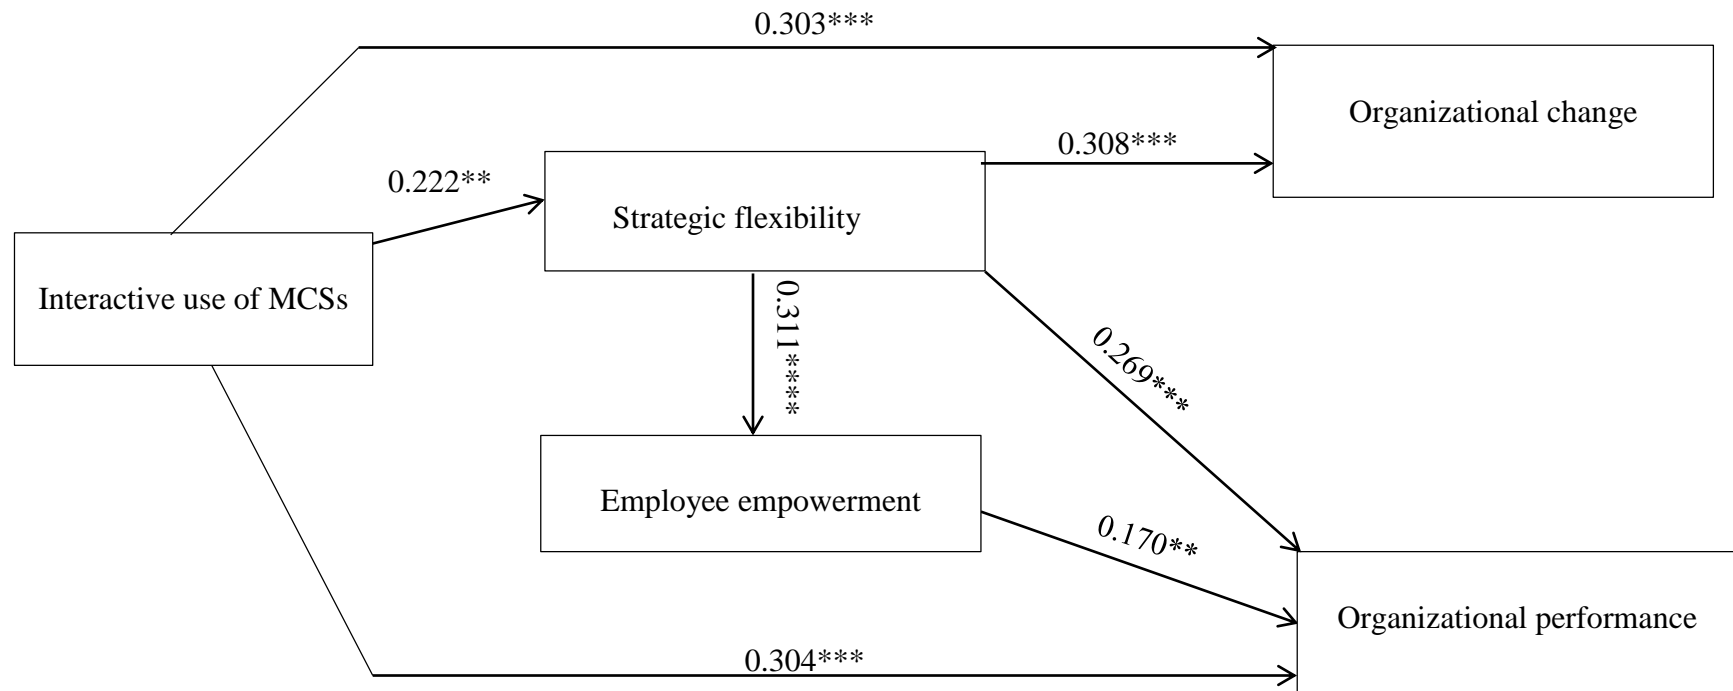 0.303***
Organizational change
0.308***
0.222**
Strategic flexibility
Interactive use of MCSs
0.311****
0.269***
Employee empowerment
0.170**
Organizational performance
0.304***